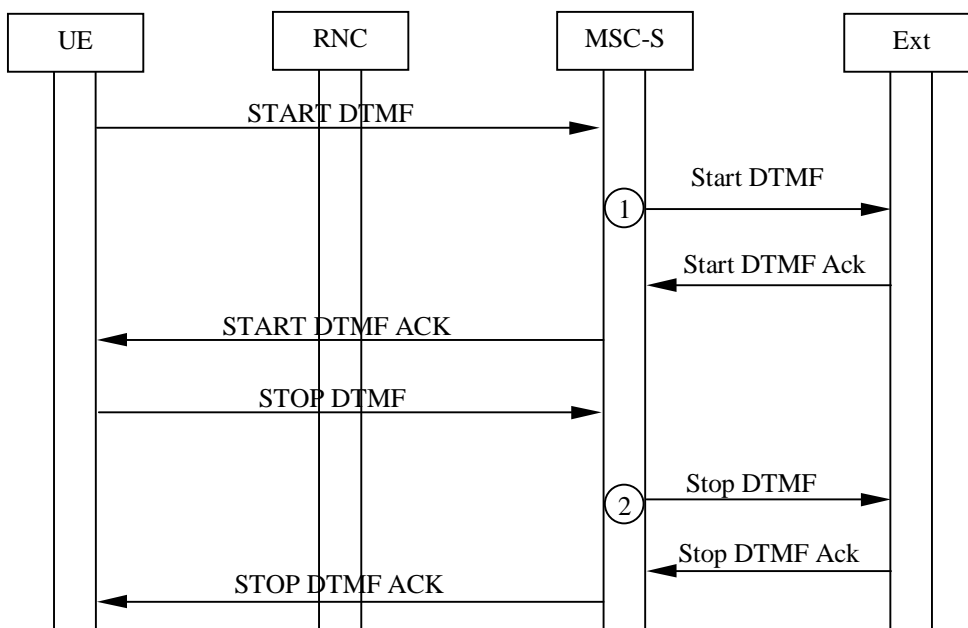 UE
RNC
MSC-S
Ext
START DTMF
Start DTMF
1
Start DTMF Ack
START DTMF ACK
STOP DTMF
Stop DTMF
2
Stop DTMF Ack
STOP DTMF ACK